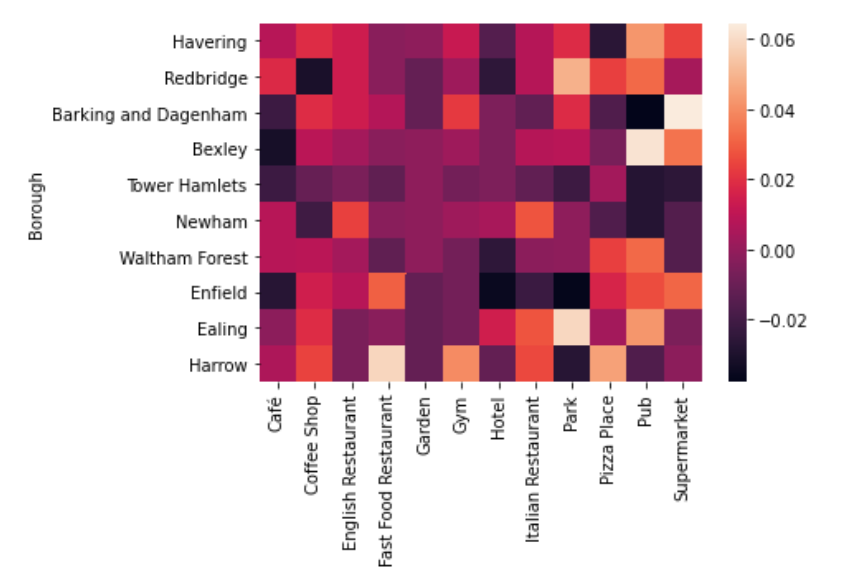 Havering
Redbridge
Barking and Dagenham
Bexley
Tower Hamlets
Newham
Waltham Forest
Enfield
Ealing
Harrow
Borough
Café
Coffee Shop
English Restaurant
Fast Food Restaurant
Garden
Gym
Hotel
Italian Restaurant
Park
Pizza Place
Pub
Supermarket
0.06
0.04
0.02
0.00
−0.02